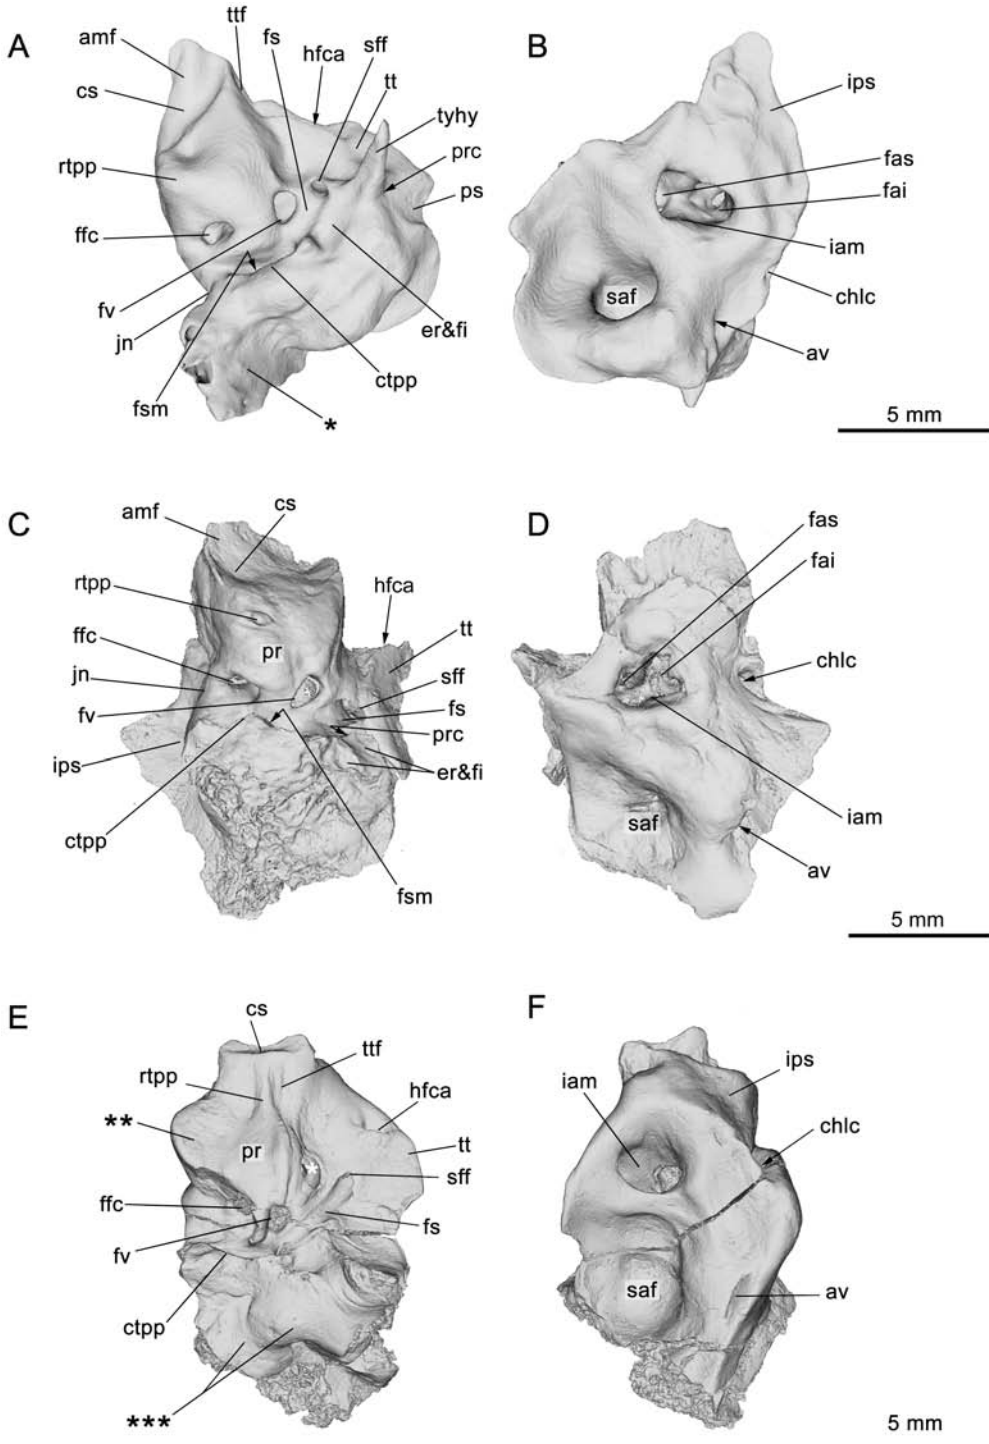 A
amf
cs
rtpp
ffc
fv
jn
fsm
ttf
fs
hfca
sff
tt
tyhy
prc
ps
er&fi
ctpp
*
B
ips
fas
fai
iam
saf
chlc
av
5 mm
C
amf
cs
rtpp
ffc
pr
jn
fv
ips
ctpp
hfca
tt
sff
fs
prc
er&fi
fsm
D
fas
fai
chlc
saf
iam
av
5 mm
E
cs
ttf
rtpp
hfca
**
pr
tt
*
sff
ffc
fs
fv
ctpp
***
F
iam
ips
chlc
saf
av
5 mm